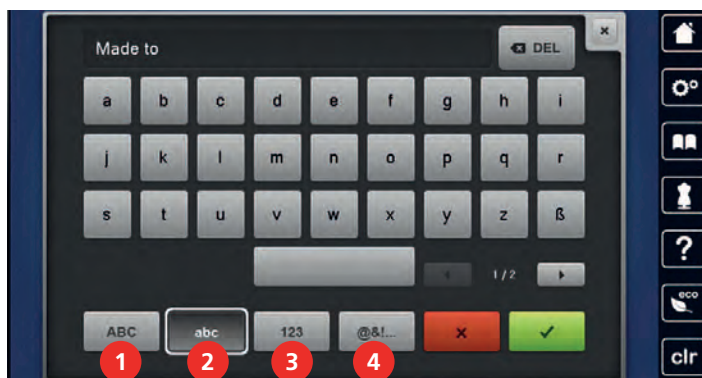 Made to
DEL
×
a b c d e f g h i
j k l m n o p q r
s t u v w x y z ß
1/2
ABC abc 123 @&!...
1 2 3 4
?
eco
clr